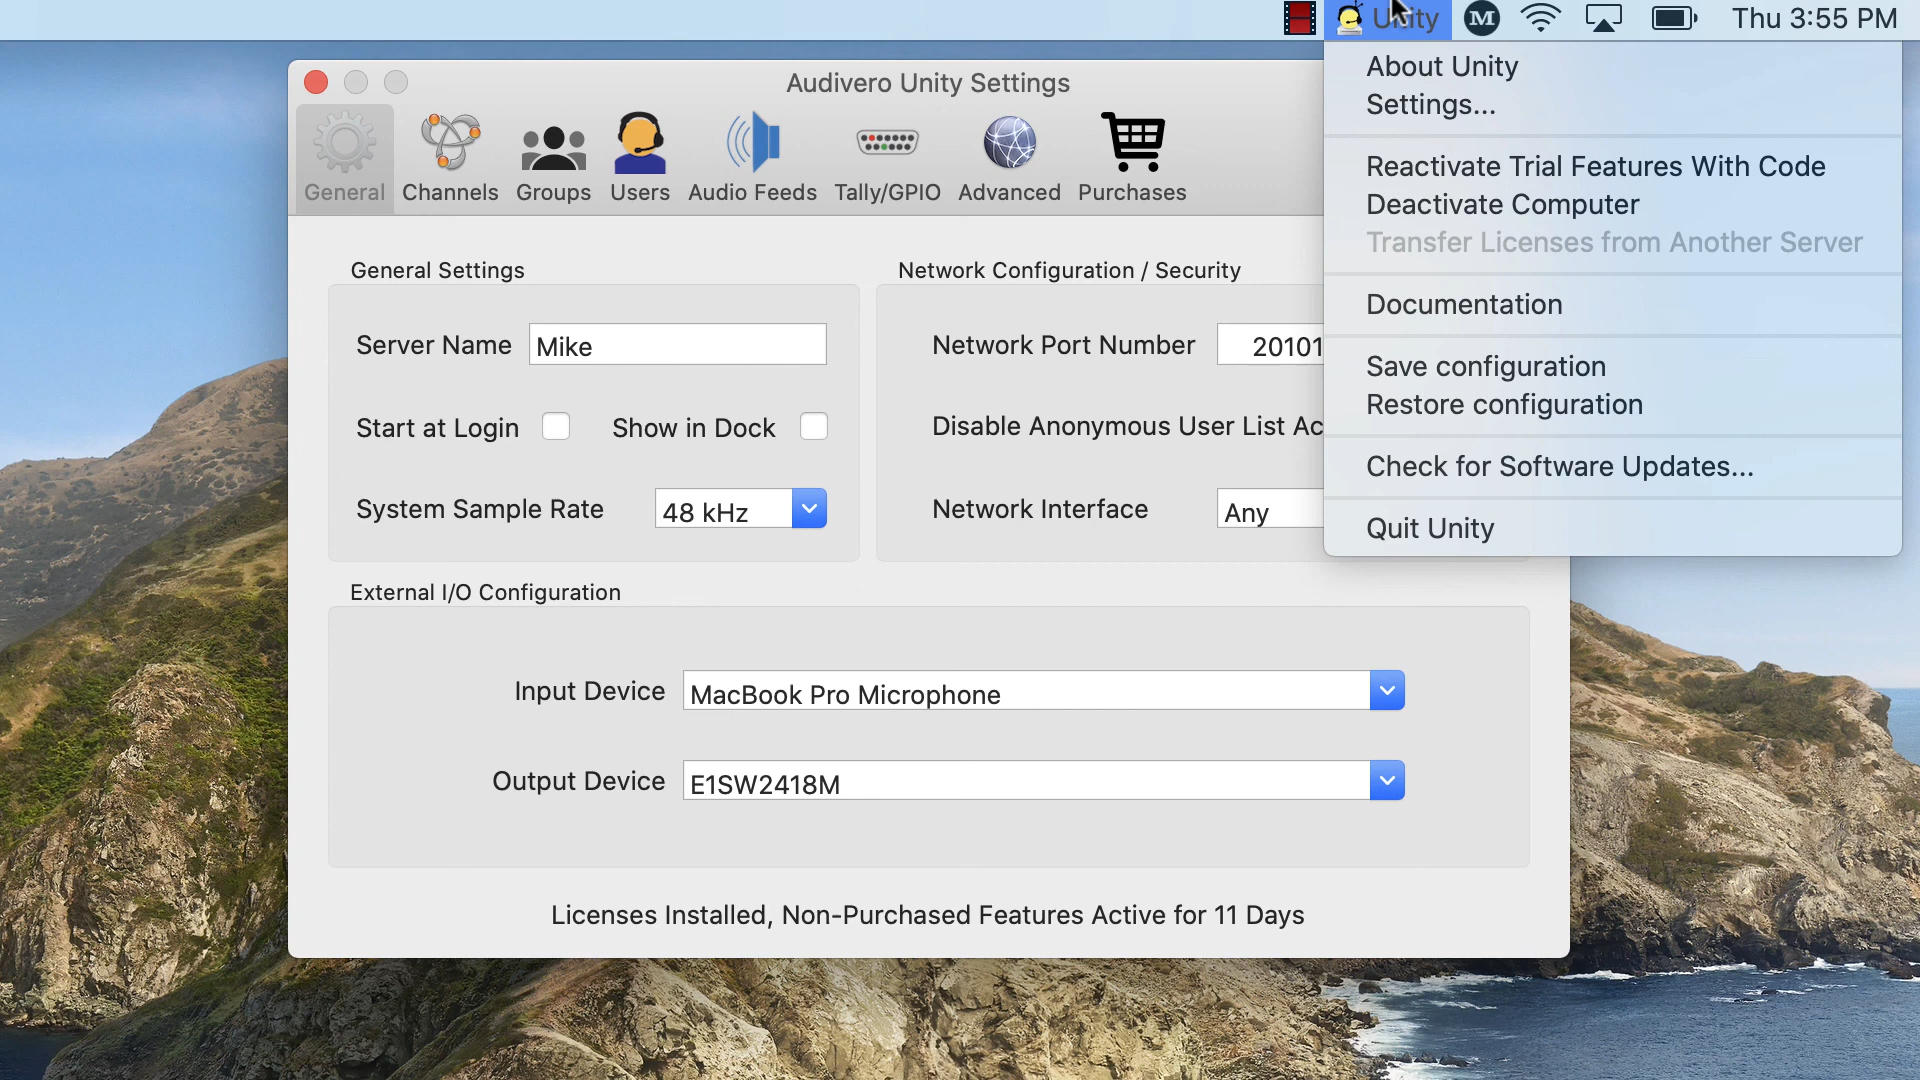 Unity
M
Thu 3:55 PM
About Unity
Settings...
Reactivate Trial Features With Code
Deactivate Computer
Transfer Licenses from Another Server
Documentation
Save configuration
Restore configuration
Check for Software Updates...
Quit Unity
Audivero Unity Settings
General
Channels
Groups
Users
Audio Feeds
Tally/GPIO
Advanced
Purchases
General Settings
Server Name
Mike
Start at Login
Show in Dock
System Sample Rate
48 kHz
Network Configuration / Security
Network Port Number
20101
Disable Anonymous User List Ac
Network Interface
Any
External I/O Configuration
Input Device
MacBook Pro Microphone
Output Device
E1SW2418M
Licenses Installed, Non-Purchased Features Active for 11 Days